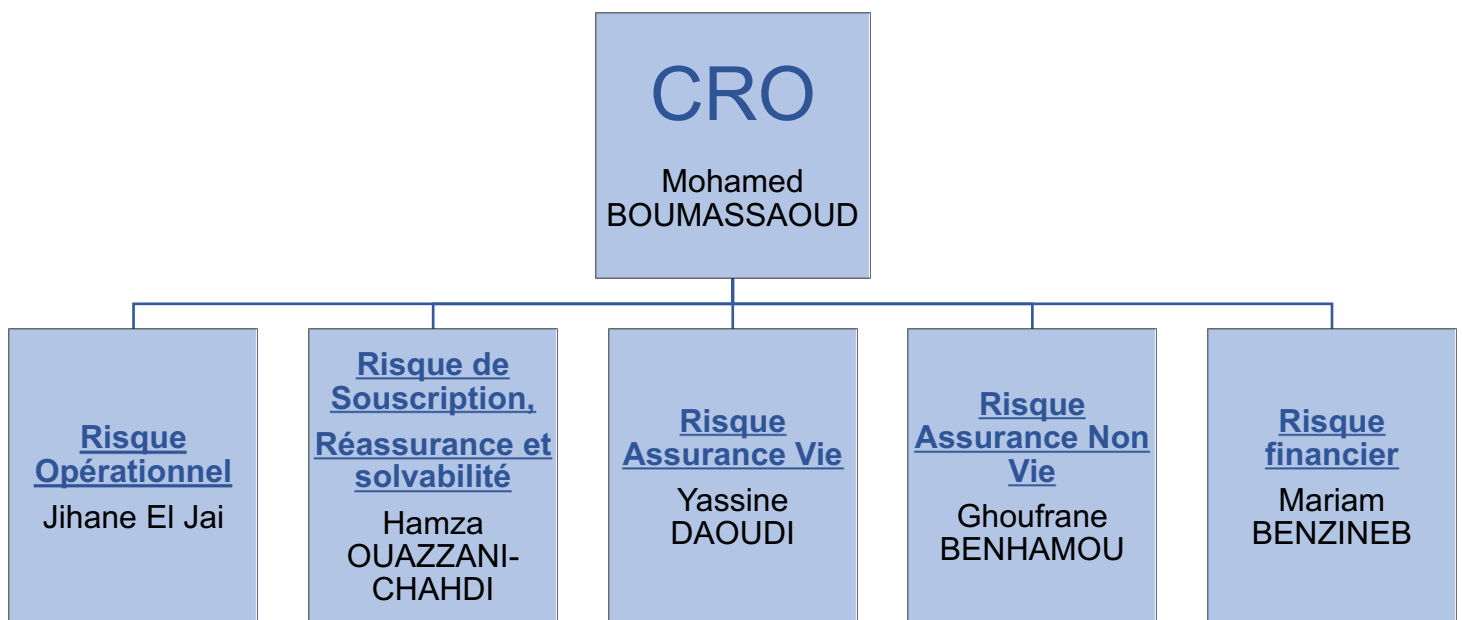 CRO
Mohamed
BOUMASSAOUD
Risque
Opérationnel
Jihane El Jai
Risque de
Souscription,
Réassurance et
solvabilité
Hamza
OUAZZANI-
CHAHDI
Risque
Assurance Vie
Yassine
DAOUDI
Risque
Assurance Non
Vie
Ghoufrane
BENHAMOU
Risque
financier
Mariam
BENZINEB